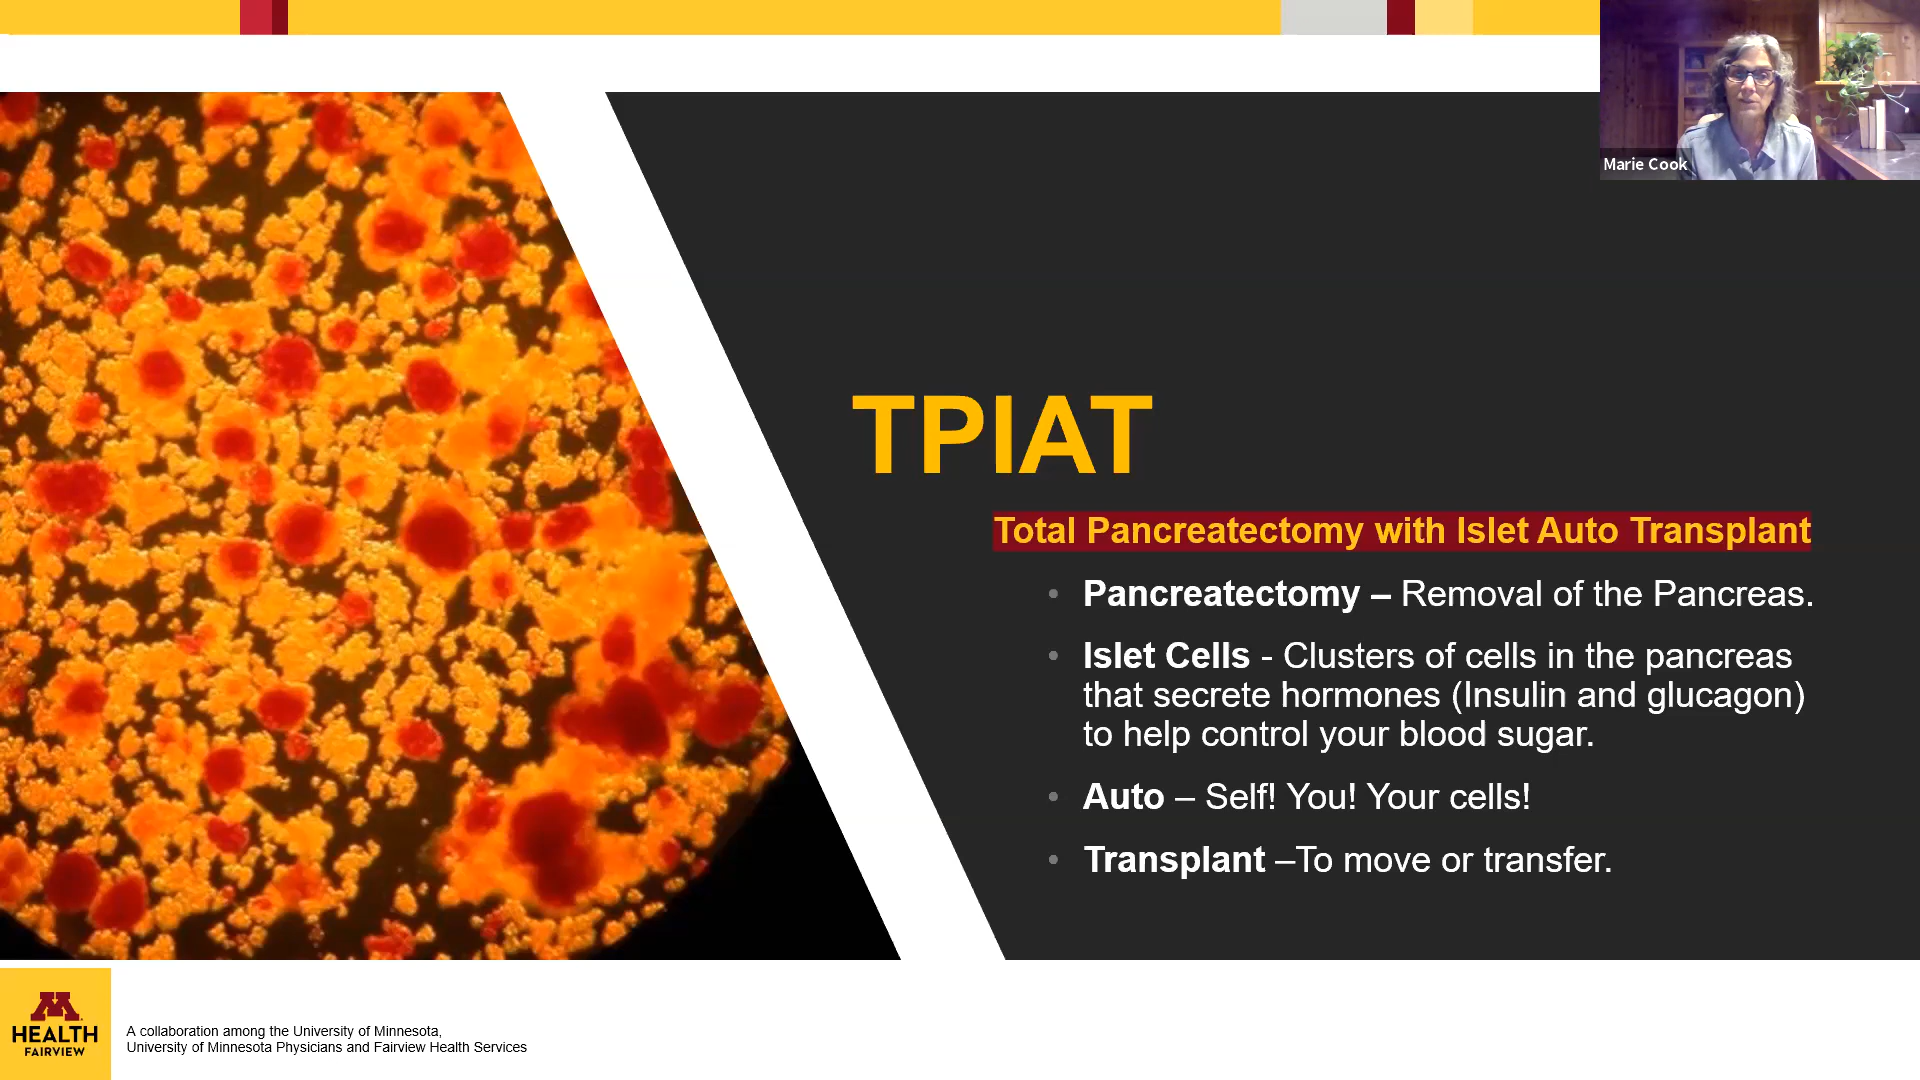 Marie Cook
TPIAT
Total Pancreatectomy with Islet Auto Transplant
• Pancreatectomy – Removal of the Pancreas.
• Islet Cells - Clusters of cells in the pancreas
that secrete hormones (Insulin and glucagon)
to help control your blood sugar.
• Auto – Self! You! Your cells!
• Transplant –To move or transfer.
M
HEALTH
FAIRVIEW
A collaboration among the University of Minnesota,
University of Minnesota Physicians and Fairview Health Services